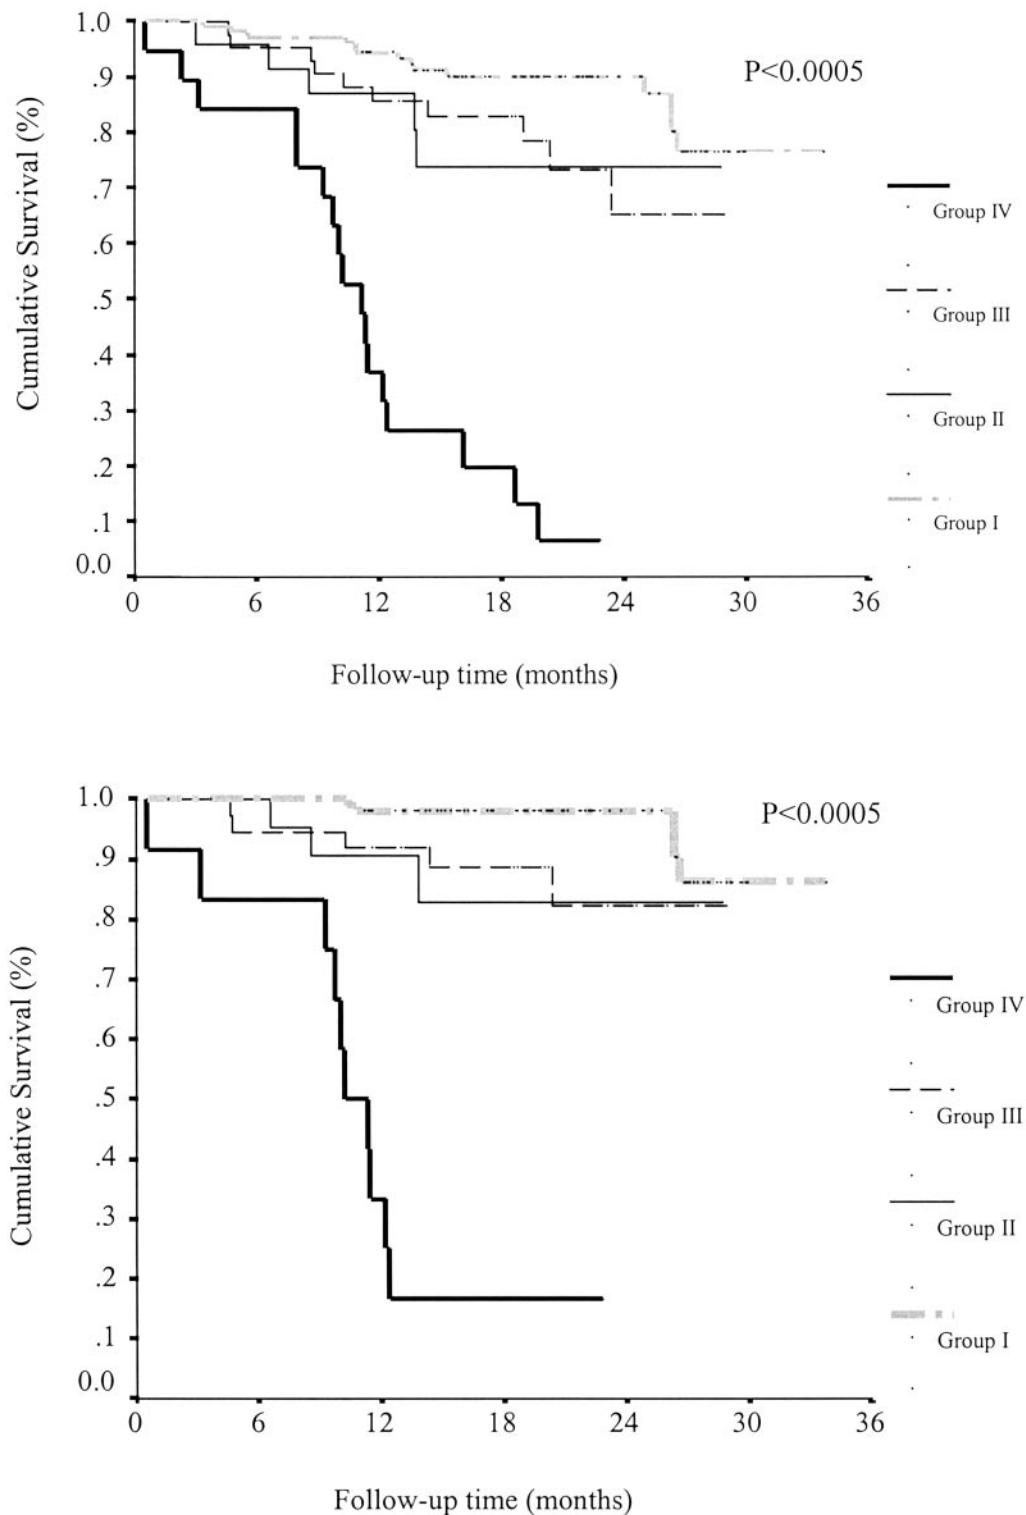 1.0
.9
.8
.7
.6
.5
.4
.3
.2
.1
0.0
Cumulative Survival (%)
P<0.0005
Group IV
Group III
Group II
Group I
0 6 12 18 24 30 36
Follow-up time (months)
1.0
.9
.8
.7
.6
.5
.4
.3
.2
.1
0.0
Cumulative Survival (%)
P<0.0005
Group IV
Group III
Group II
Group I
0 6 12 18 24 30 36
Follow-up time (months)